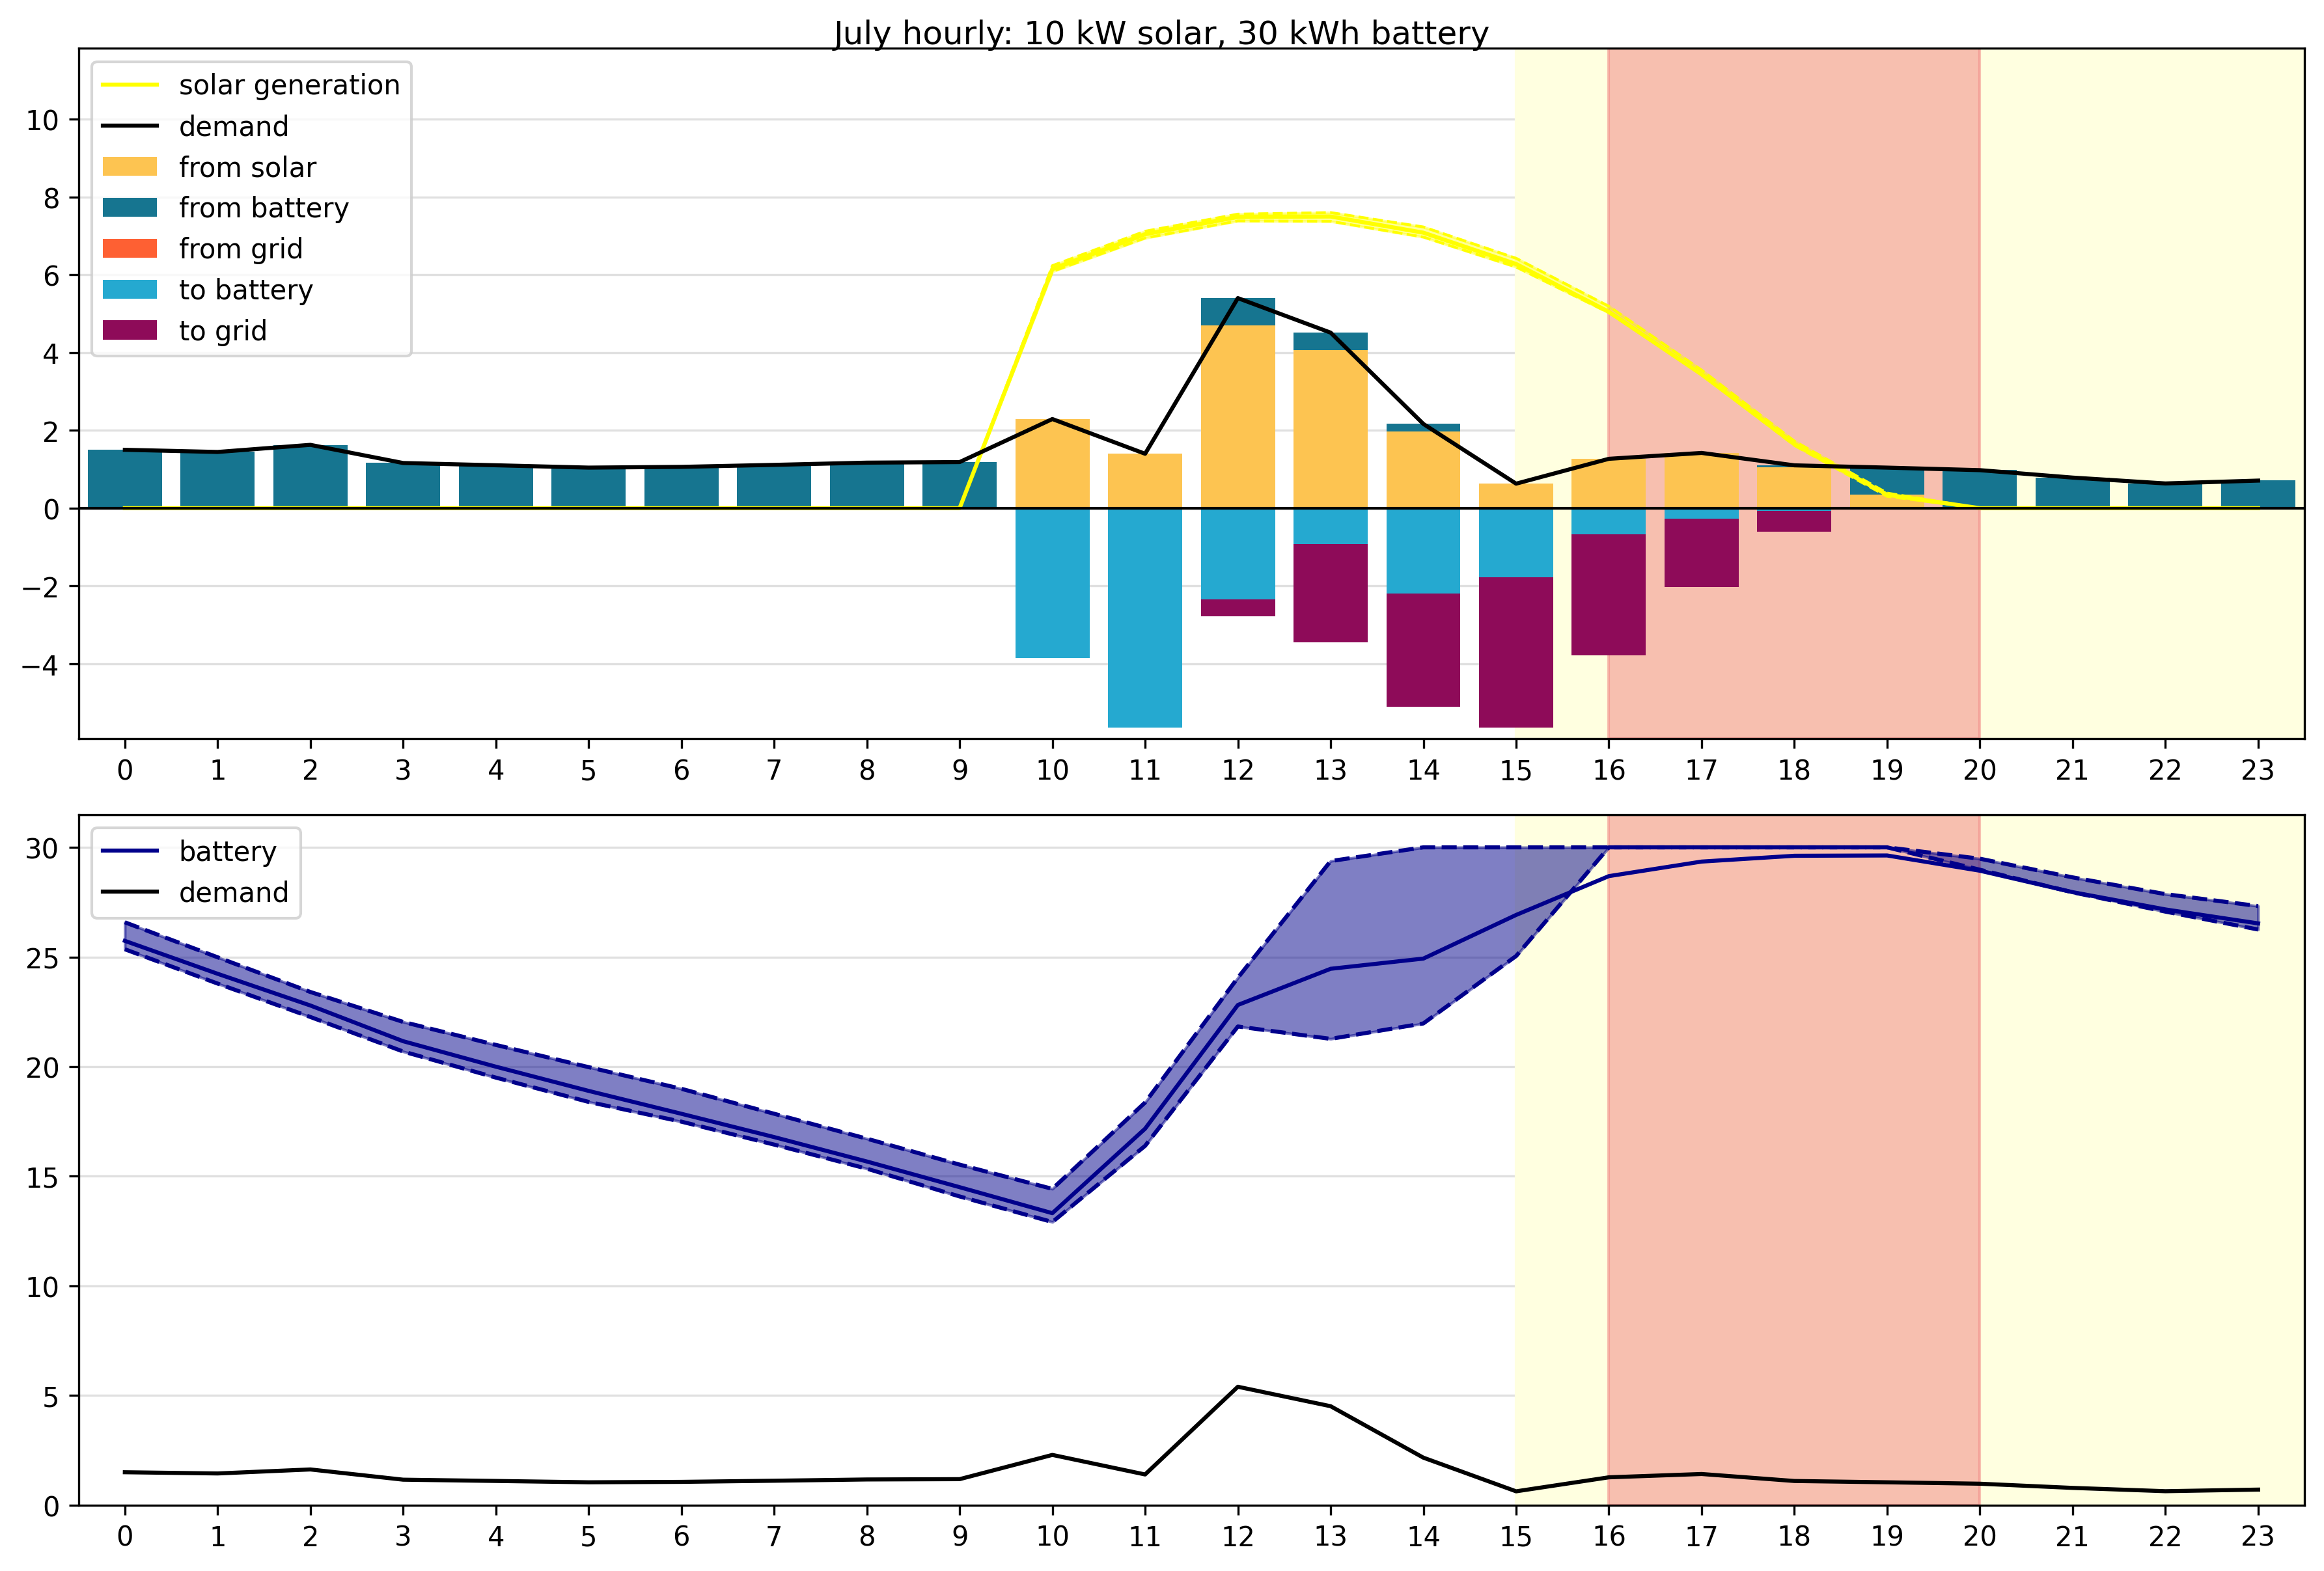 July hourly: 10 kW solar, 30 kWh battery
solar generation
demand
from solar
from battery
from grid
to battery
to grid
10
8
6
4
2
0
−2
−4
0 1 2 3 4 5 6 7 8 9 10 11 12 13 14 15 16 17 18 19 20 21 22 23
battery
demand
30
25
20
15
10
5
0
0 1 2 3 4 5 6 7 8 9 10 11 12 13 14 15 16 17 18 19 20 21 22 23